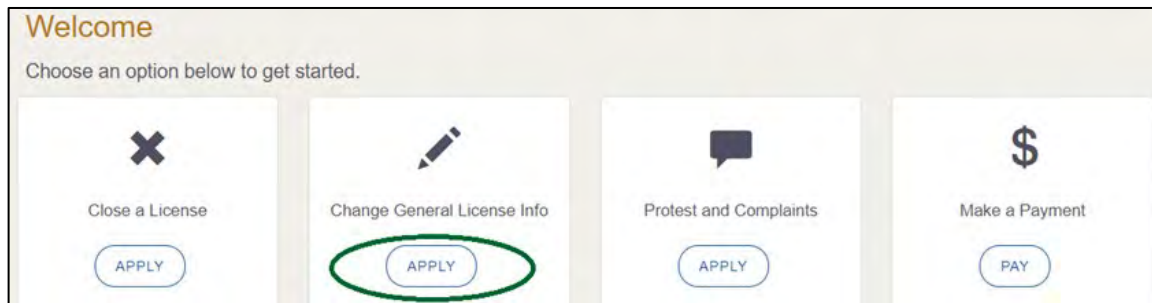 Welcome
Choose an option below to get started.
$
Close a License
Change General License Info
Protest and Complaints
Make a Payment
APPLY
APPLY
APPLY
PAY